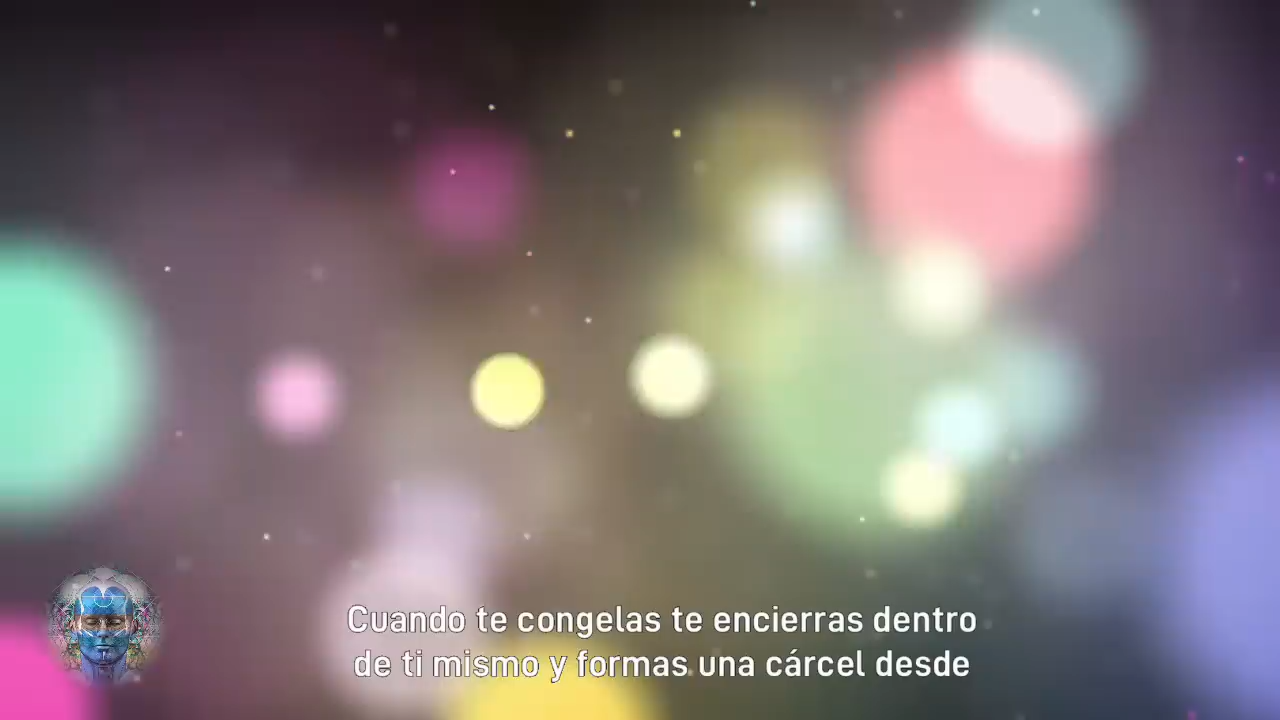 Cuando te congelas te encierras dentro
de ti mismo y formas una cárcel desde